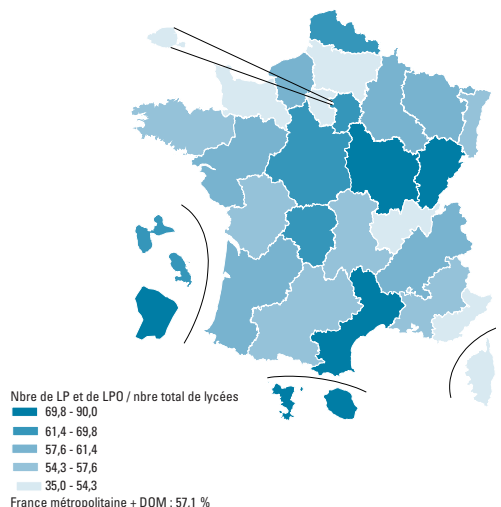 Nbre de LP et de LPO / nbre total de lycées
69,8 - 90,0
61,4 - 69,8
57,6 - 61,4
54,3 - 57,6
35,0 - 54,3
France métropolitaine + DOM : 57,1 %